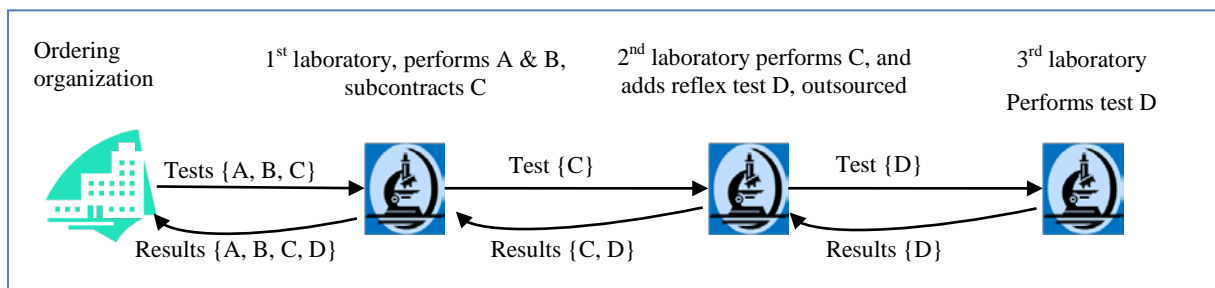 Ordering
organization
1st laboratory, performs A & B,
subcontracts C
2nd laboratory performs C, and
adds reflex test D, outsourced
3rd laboratory
Performs test D
Tests {A, B, C}
Test {C}
Test {D}
Results {A, B, C, D}
Results {C, D}
Results {D}